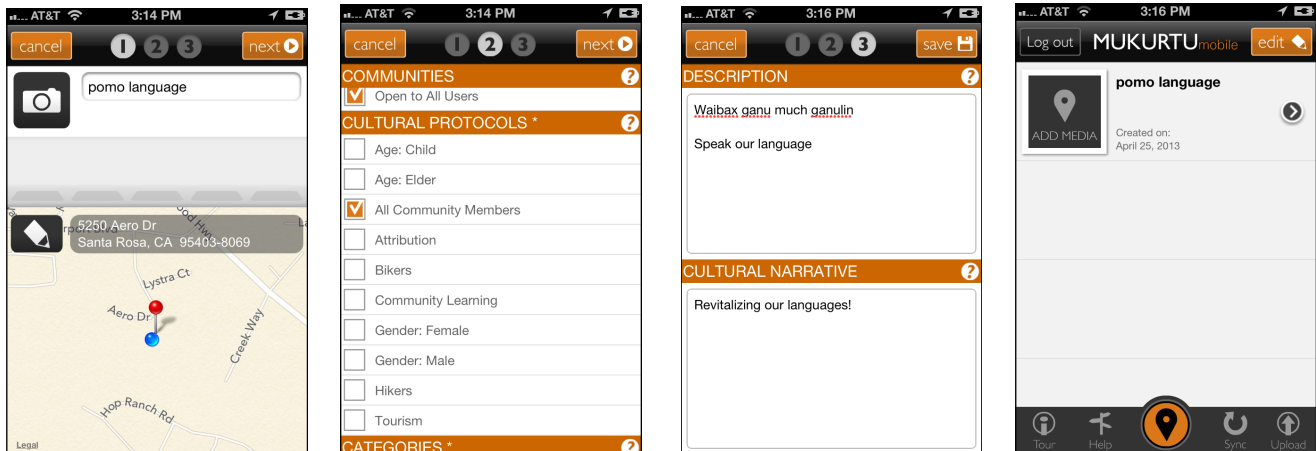 AT&T 3:14 PM
cancel 1 2 3 next
pomo language
5250 Aero Dr
Santa Rosa, CA 95403-8069
Lystra Ct
Aero Dr
Creek Way
Hop Ranch Rd
Legal
AT&T 3:14 PM
cancel 1 2 3 next
COMMUNITIES ?
Open to All Users
CULTURAL PROTOCOLS * ?
Age: Child
Age: Elder
All Community Members
Attribution
Bikers
Community Learning
Gender: Female
Gender: Male
Hikers
Tourism
CATEGORIES * ?
AT&T 3:16 PM
cancel 1 2 3 save
DESCRIPTION ?
Waibax ganu much ganulin
Speak our language
CULTURAL NARRATIVE ?
Revitalizing our languages!
AT&T 3:16 PM
Log out MUKURTU mobile edit
pomo language
ADD MEDIA
Created on:
April 25, 2013
Tour Help Sync Upload